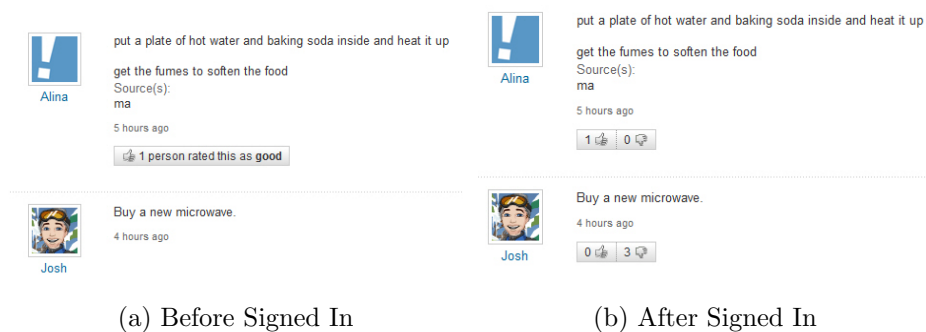 put a plate of hot water and baking soda inside and heat it up
get the fumes to soften the food
Source(s):
ma
5 hours ago
Alina
1 person rated this as good
Buy a new microwave.
4 hours ago
Josh
(a) Before Signed In
put a plate of hot water and baking soda inside and heat it up
get the fumes to soften the food
Source(s):
ma
5 hours ago
Alina
1 0
Buy a new microwave.
4 hours ago
Josh
0 3
(b) After Signed In